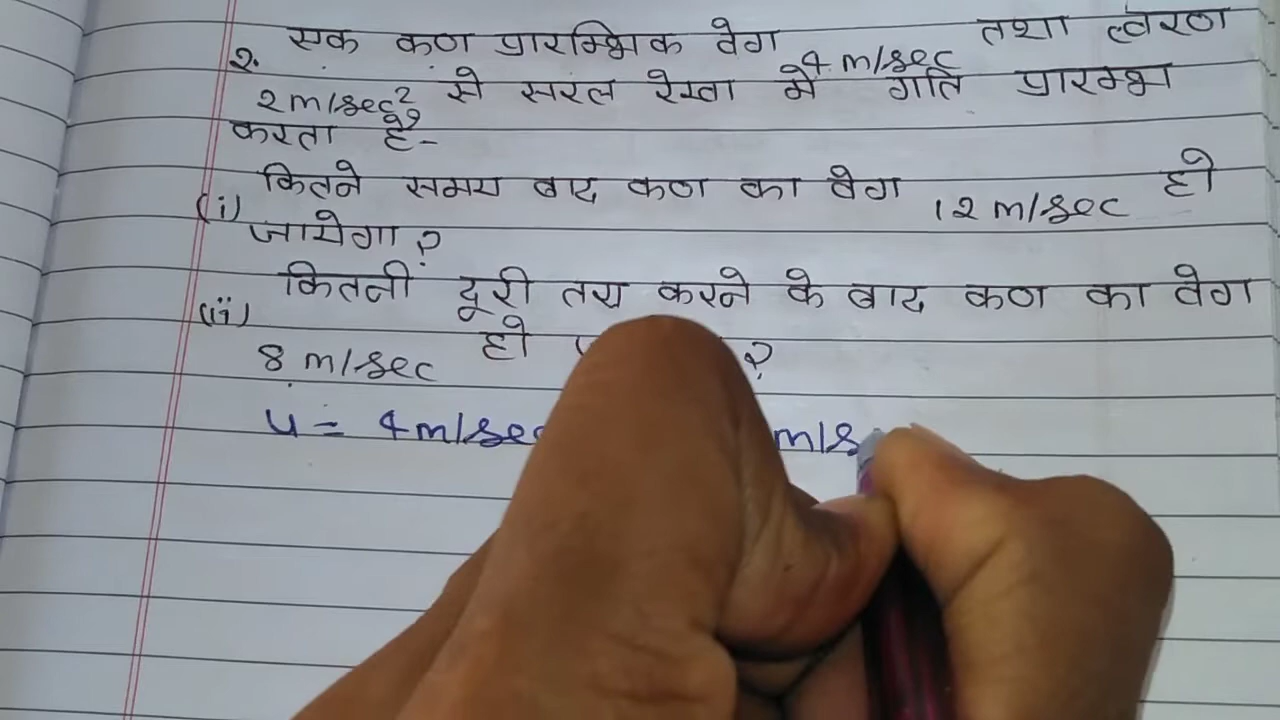 २. एक कण प्रारम्भिक वेग 4 m/sec तथा त्वरण
2 m/sec² से सरल रेखा में गति प्रारम्भ
करता है-
(i) कितने समय बाद कण का वेग 12 m/sec हो
जायेगा?
(ii) कितनी दूरी तय करने के बाद कण का वेग
8 m/sec हो ?
u = 4 m/sec m/s